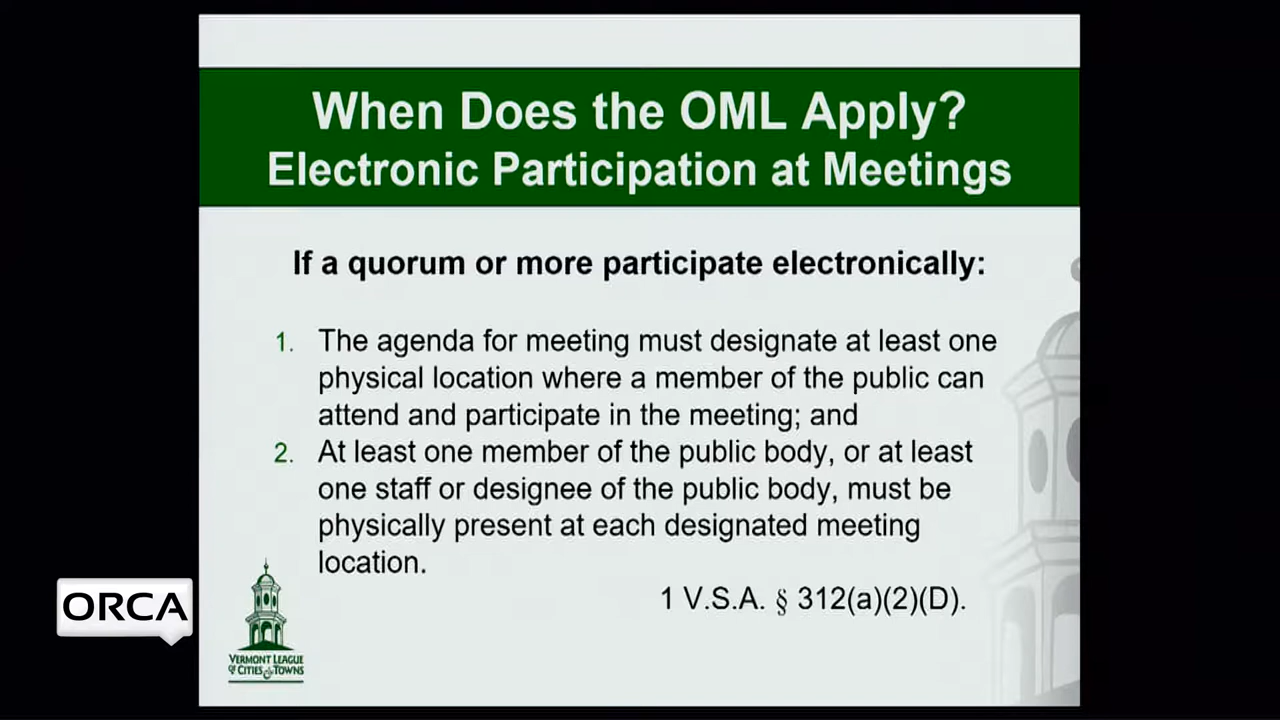 When Does the OML Apply?
Electronic Participation at Meetings
If a quorum or more participate electronically:
1. The agenda for meeting must designate at least one
physical location where a member of the public can
attend and participate in the meeting; and
2. At least one member of the public body, or at least
one staff or designee of the public body, must be
physically present at each designated meeting
location.
1 V.S.A. § 312(a)(2)(D).
ORCA
VERMONT LEAGUE
OF CITIES & TOWNS